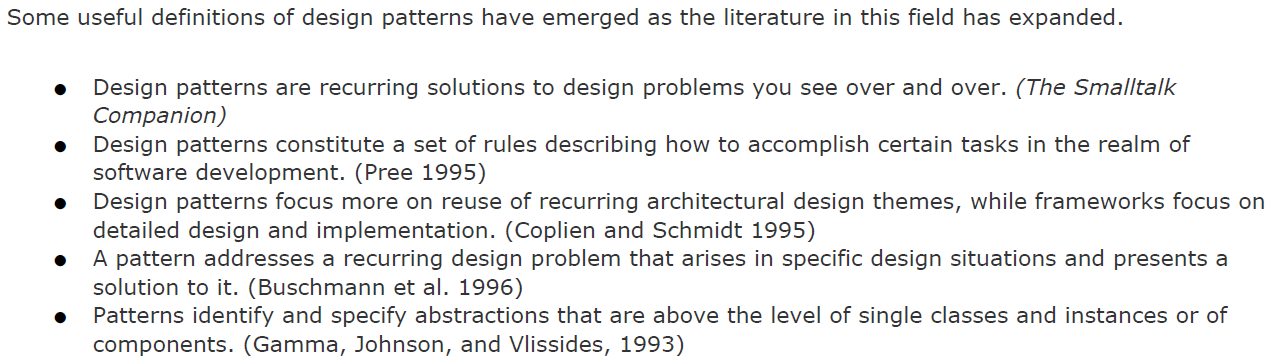 Some useful definitions of design patterns have emerged as the literature in this field has expanded.
● Design patterns are recurring solutions to design problems you see over and over. (The Smalltalk
Companion)
● Design patterns constitute a set of rules describing how to accomplish certain tasks in the realm of
software development. (Pree 1995)
● Design patterns focus more on reuse of recurring architectural design themes, while frameworks focus on
detailed design and implementation. (Coplien and Schmidt 1995)
● A pattern addresses a recurring design problem that arises in specific design situations and presents a
solution to it. (Buschmann et al. 1996)
● Patterns identify and specify abstractions that are above the level of single classes and instances or of
components. (Gamma, Johnson, and Vlissides, 1993)